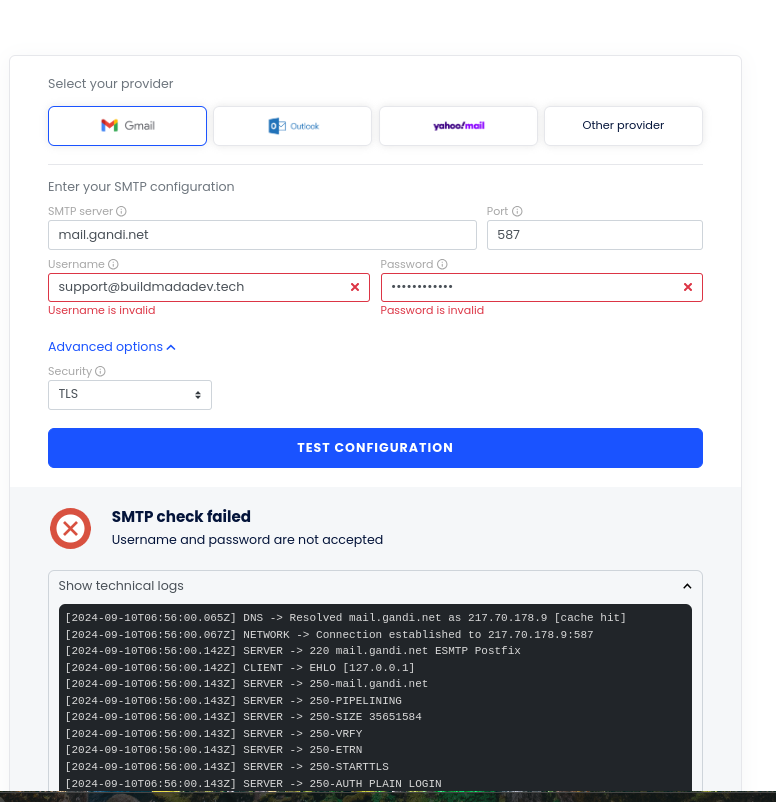 Select your provider
Gmail
Outlook
yahoo!mail
Other provider
Enter your SMTP configuration
SMTP server
Port
mail.gandi.net
587
Username
Password
support@buildmadadev.tech
••••••••••••
Username is invalid
Password is invalid
Advanced options
Security
TLS
TEST CONFIGURATION
SMTP check failed
Username and password are not accepted
Show technical logs
[2024-09-10T06:56:00.065Z] DNS -> Resolved mail.gandi.net as 217.70.178.9 [cache hit]
[2024-09-10T06:56:00.067Z] NETWORK -> Connection established to 217.70.178.9:587
[2024-09-10T06:56:00.142Z] SERVER -> 220 mail.gandi.net ESMTP Postfix
[2024-09-10T06:56:00.142Z] CLIENT -> EHLO [127.0.0.1]
[2024-09-10T06:56:00.143Z] SERVER -> 250-mail.gandi.net
[2024-09-10T06:56:00.143Z] SERVER -> 250-PIPELINING
[2024-09-10T06:56:00.143Z] SERVER -> 250-SIZE 35651584
[2024-09-10T06:56:00.143Z] SERVER -> 250-VRFY
[2024-09-10T06:56:00.143Z] SERVER -> 250-ETRN
[2024-09-10T06:56:00.143Z] SERVER -> 250-STARTTLS
[2024-09-10T06:56:00.143Z] SERVER -> 250-AUTH PLAIN LOGIN